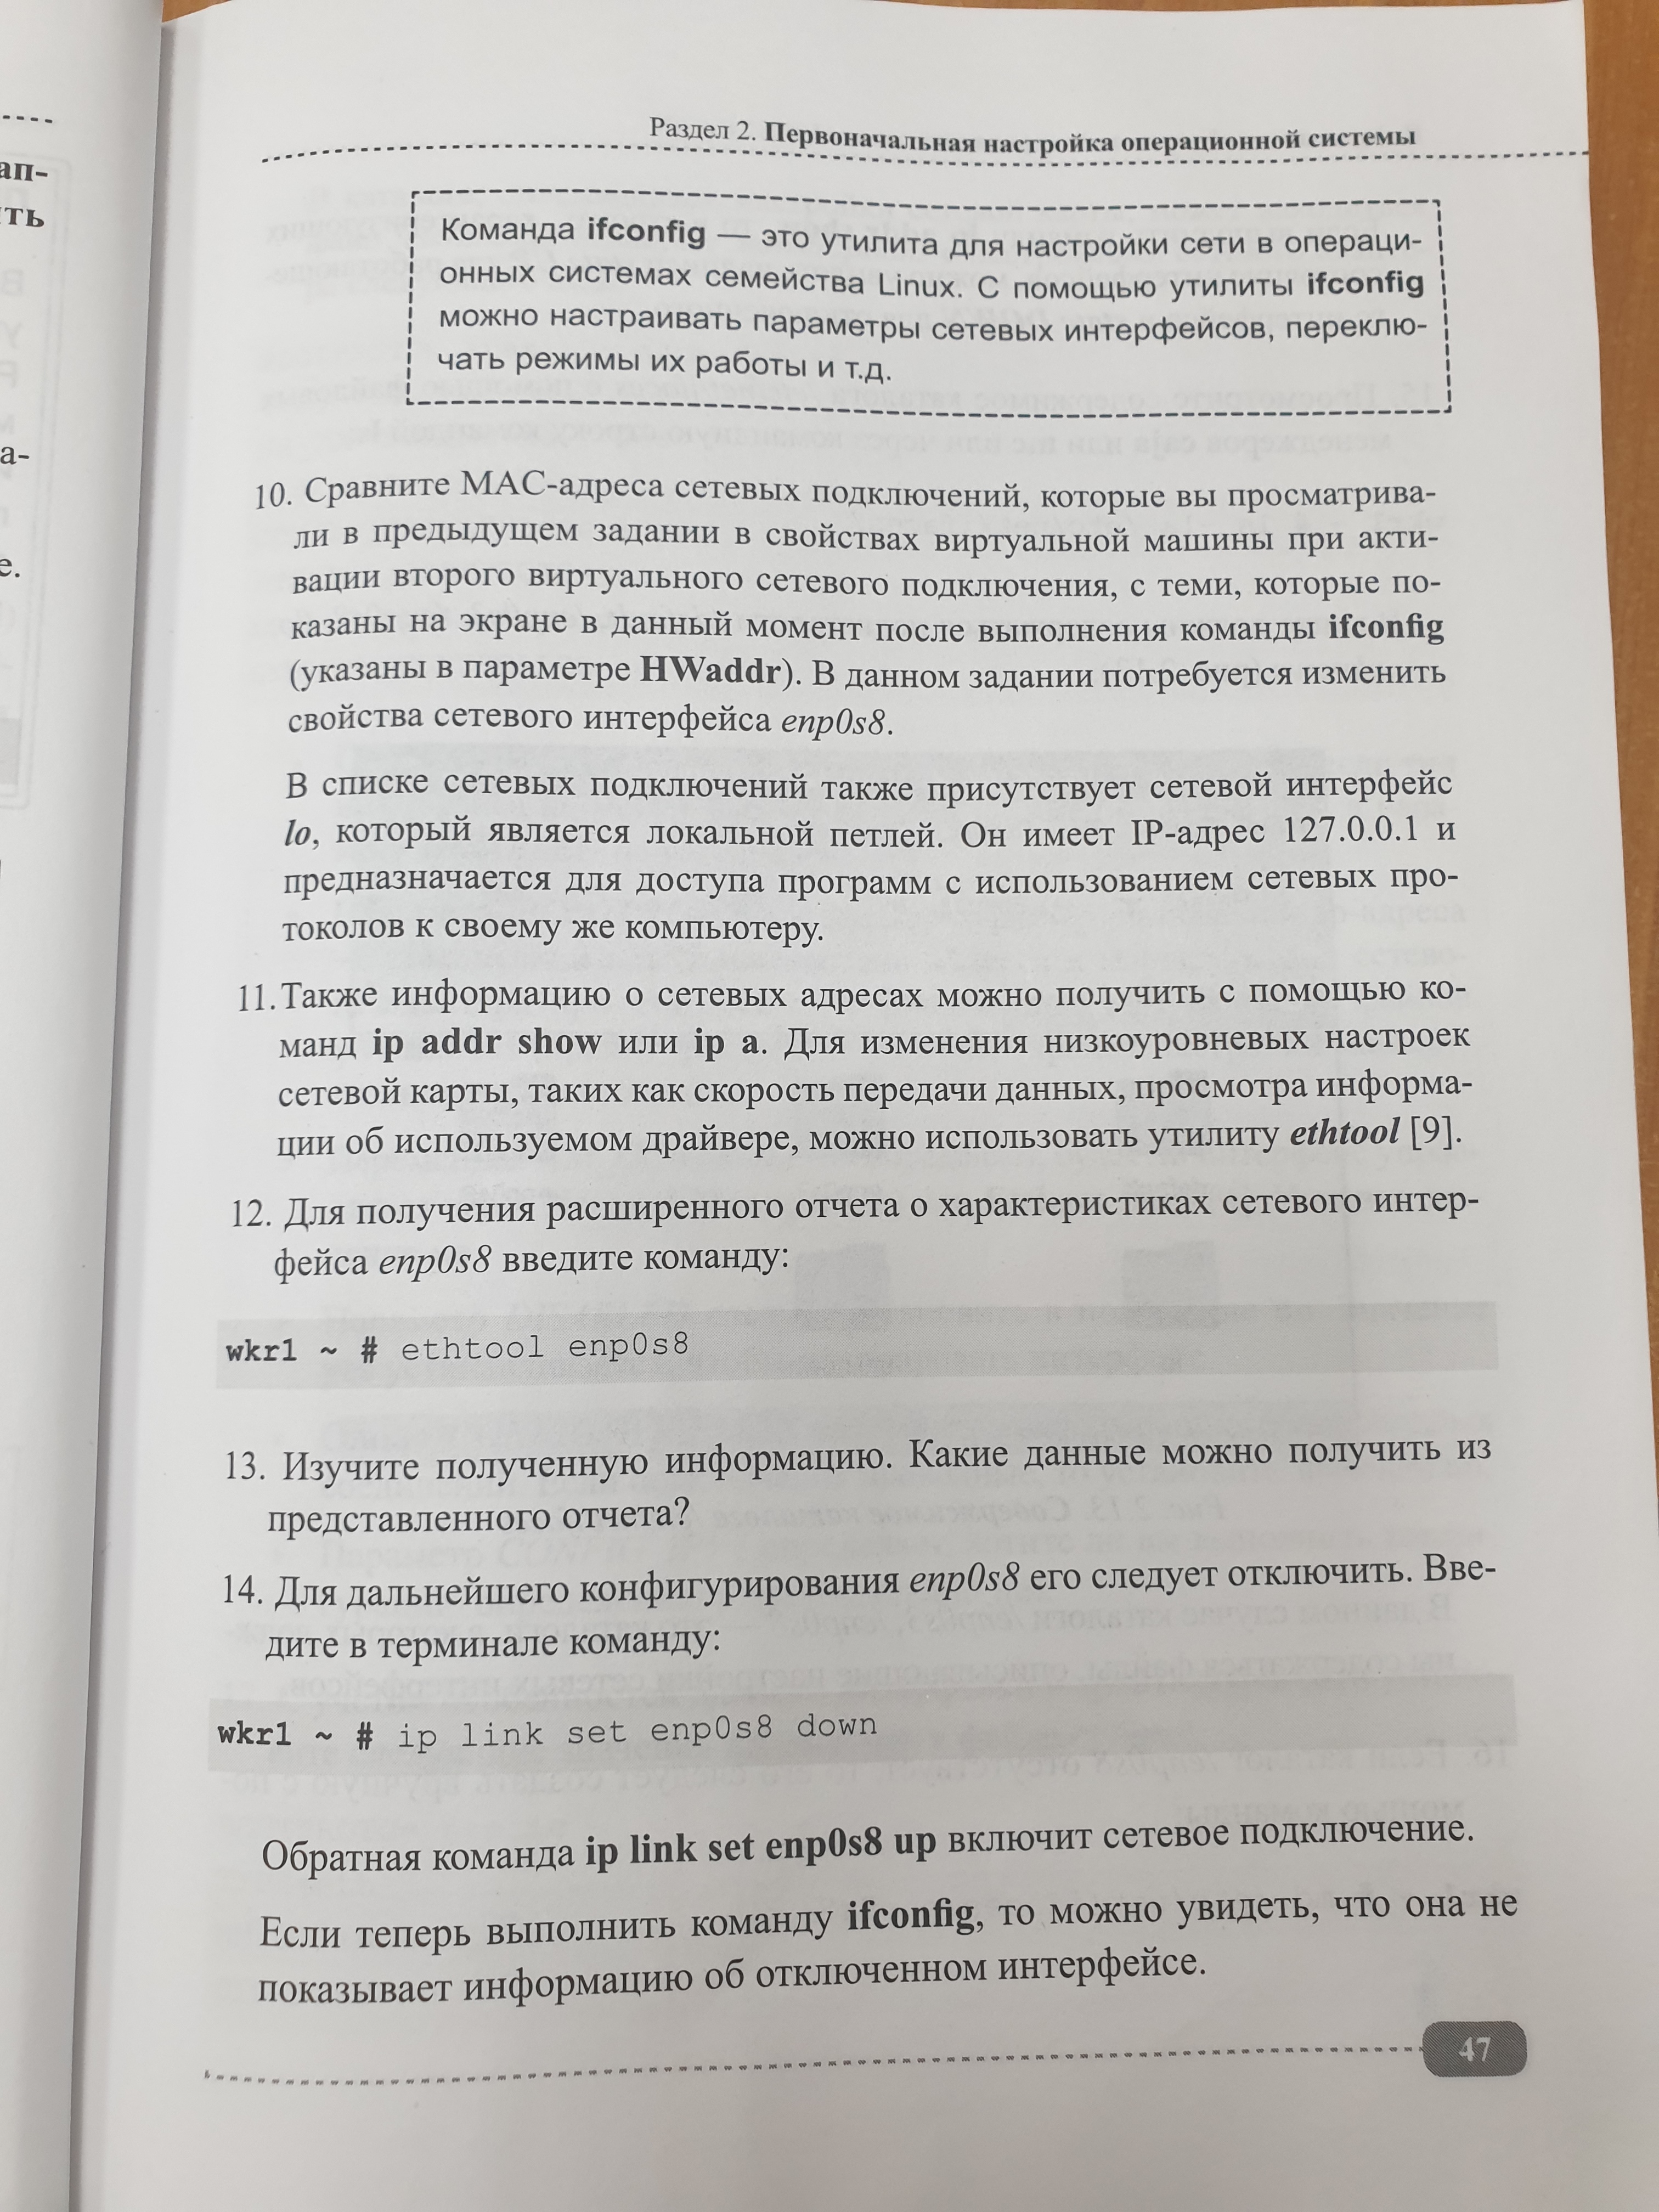 ап-
ть
а-
е.
Раздел 2. Первоначальная настройка операционной системы
Команда ifconfig — это утилита для настройки сети в операци-
онных системах семейства Linux. С помощью утилиты ifconfig
можно настраивать параметры сетевых интерфейсов, переклю-
чать режимы их работы и т.д.
10. Сравните MAC-адреса сетевых подключений, которые вы просматрива-
ли в предыдущем задании в свойствах виртуальной машины при акти-
вации второго виртуального сетевого подключения, с теми, которые по-
казаны на экране в данный момент после выполнения команды ifconfig
(указаны в параметре HWaddr). В данном задании потребуется изменить
свойства сетевого интерфейса enp0s8.
В списке сетевых подключений также присутствует сетевой интерфейс
lo, который является локальной петлей. Он имеет IP-адрес 127.0.0.1 и
предназначается для доступа программ с использованием сетевых про-
токолов к своему же компьютеру.
11. Также информацию о сетевых адресах можно получить с помощью ко-
манд ip addr show или ip a. Для изменения низкоуровневых настроек
сетевой карты, таких как скорость передачи данных, просмотра информа-
ции об используемом драйвере, можно использовать утилиту ethtool [9].
12. Для получения расширенного отчета о характеристиках сетевого интер-
фейса enp0s8 введите команду:
wkr1 ~ # ethtool enp0s8
13. Изучите полученную информацию. Какие данные можно получить из
представленного отчета?
14. Для дальнейшего конфигурирования enp0s8 его следует отключить. Вве-
дите в терминале команду:
wkr1 ~ # ip link set enp0s8 down
Обратная команда ip link set enp0s8 up включит сетевое подключение.
Если теперь выполнить команду ifconfig, то можно увидеть, что она не
показывает информацию об отключенном интерфейсе.
47